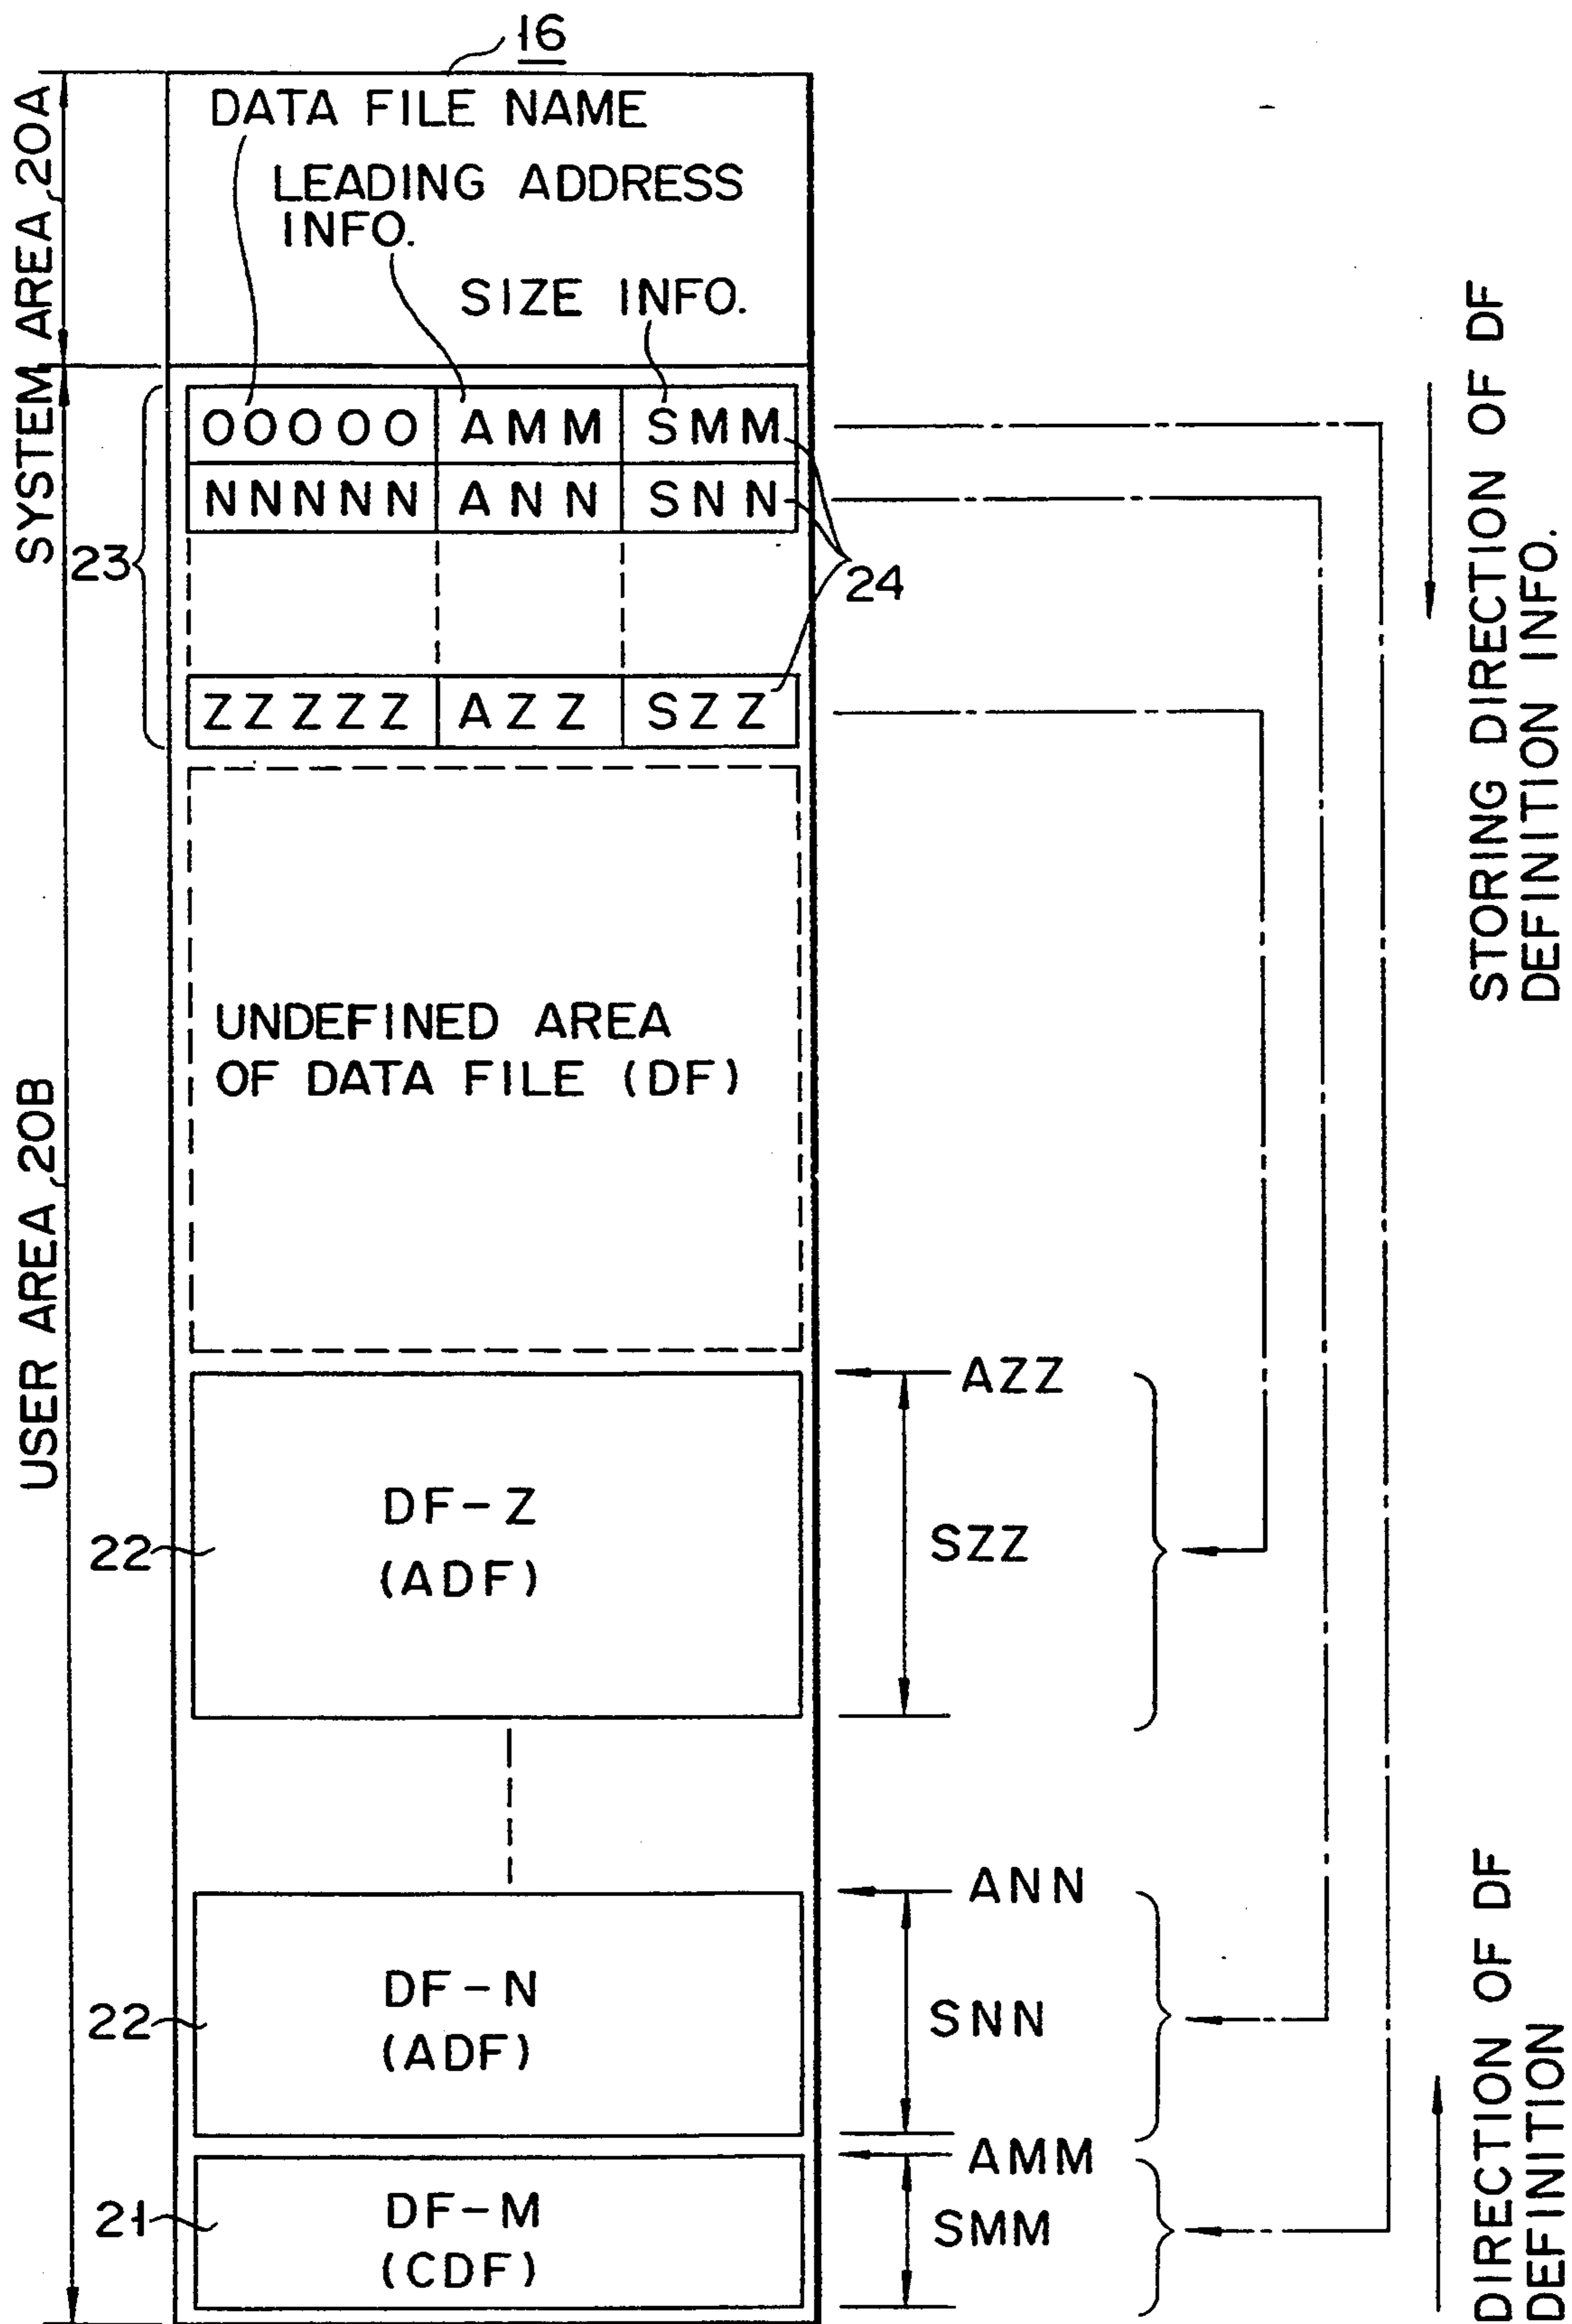 16
DATA FILE NAME
LEADING ADDRESS
INFO.
SIZE INFO.
SYSTEM AREA, 20A
OOOOO AMM SMM
NNNNN ANN SNN
23
24
ZZZZZ AZZ SZZ
STORING DIRECTION OF DF
DEFINITION INFO.
UNDEFINED AREA
OF DATA FILE (DF)
USER AREA, 20B
AZZ
DF-Z
(ADF)
22
SZZ
ANN
DF-N
(ADF)
22
SNN
AMM
DF-M
(CDF)
21
SMM
DIRECTION OF DF
DEFINITION